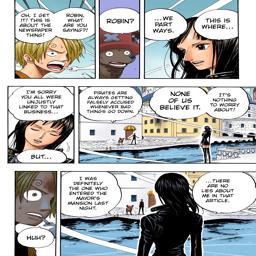 THIS IS
WHERE...
...WE
PART
WAYS.
ROBIN?
ROBIN,
WHAT
ARE YOU
SAYING?!
OH, I GET
IT! THIS IS
ABOUT THE
NEWSPAPER
THING!
IT'S
NOTHING
TO WORRY
ABOUT!
NONE
OF US
BELIEVE IT.
PIRATES ARE
ALWAYS GETTING
FALSELY ACCUSED
WHENEVER BAD
THINGS GO DOWN.
I'M SORRY
YOU ALL WERE
UNJUSTLY
LINKED TO THAT
BUSINESS...
BUT...
...THERE
ARE NO
LIES ABOUT
ME IN THAT
ARTICLE.
I WAS
DEFINITELY
THE ONE
WHO ENTERED
THE MAYOR'S
MANSION LAST
NIGHT.
HUH?